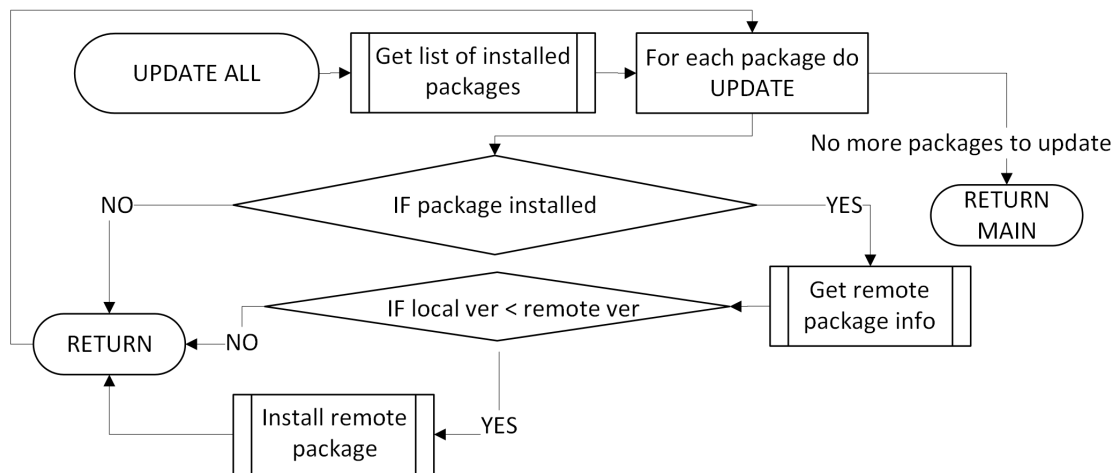 UPDATE ALL
Get list of installed
packages
For each package do
UPDATE
No more packages to update
RETURN
MAIN
IF package installed
NO
YES
Get remote
package info
IF local ver < remote ver
NO
RETURN
YES
Install remote
package